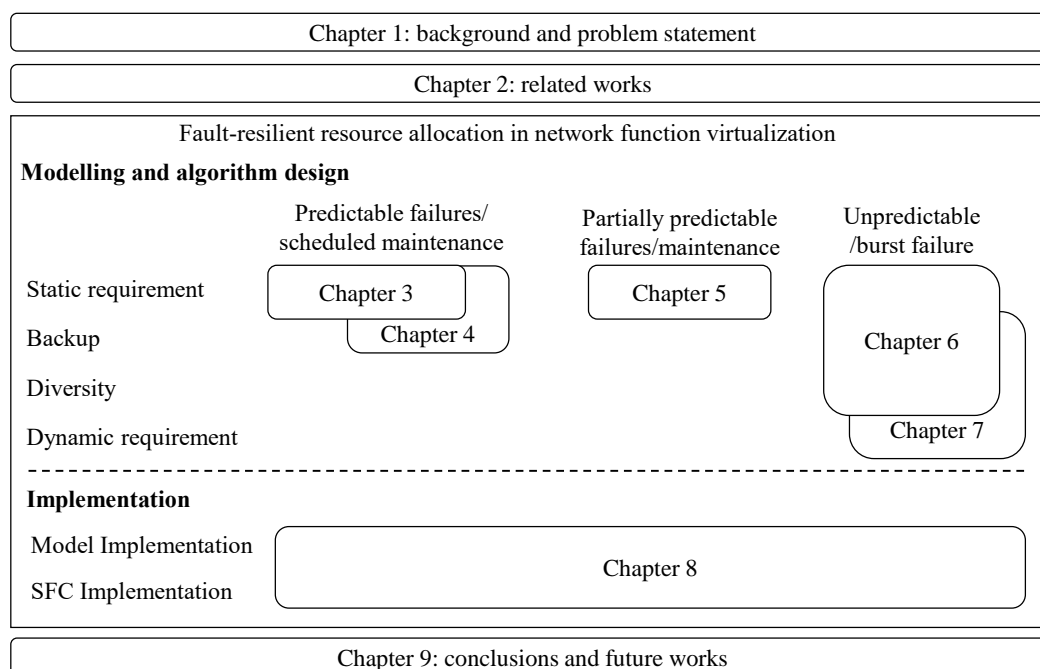 Chapter 1: background and problem statement
Chapter 2: related works
Fault-resilient resource allocation in network function virtualization
Modelling and algorithm design
Predictable failures/
scheduled maintenance
Partially predictable
failures/maintenance
Unpredictable
/burst failure
Static requirement
Chapter 3
Chapter 5
Backup
Chapter 4
Chapter 6
Diversity
Dynamic requirement
Chapter 7
Implementation
Model Implementation
Chapter 8
SFC Implementation
Chapter 9: conclusions and future works